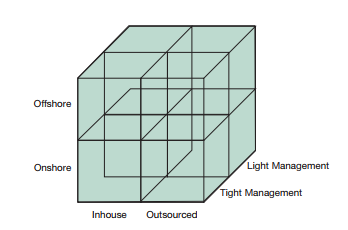 Offshore
Onshore
Light Management
Tight Management
Inhouse
Outsourced